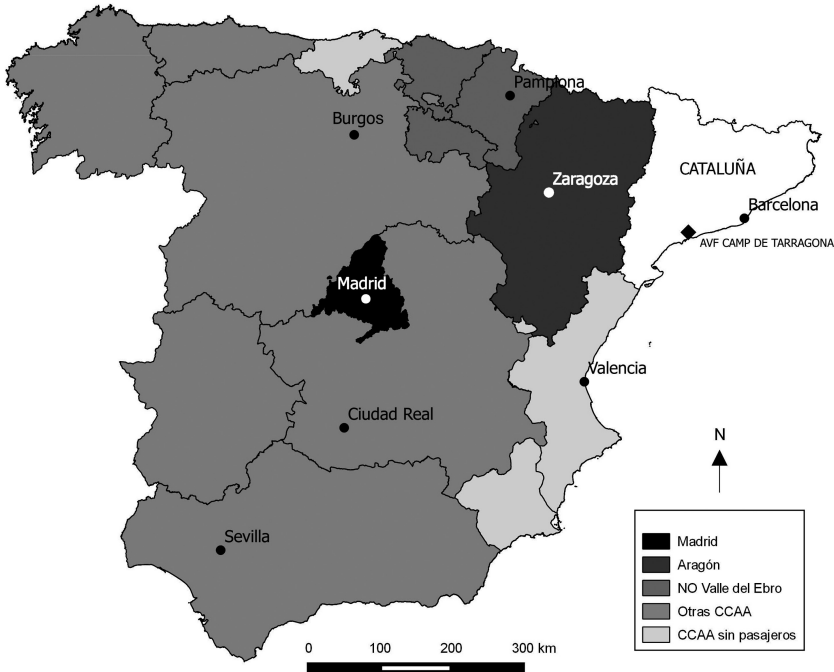 Pamplona
Burgos
CATALUÑA
Zaragoza
Barcelona
AVF CAMP DE TARRAGONA
Madrid
Valencia
Ciudad Real
N
Sevilla
Madrid
Aragón
NO Valle del Ebro
Otras CCAA
CCAA sin pasajeros
0 100 200 300 km